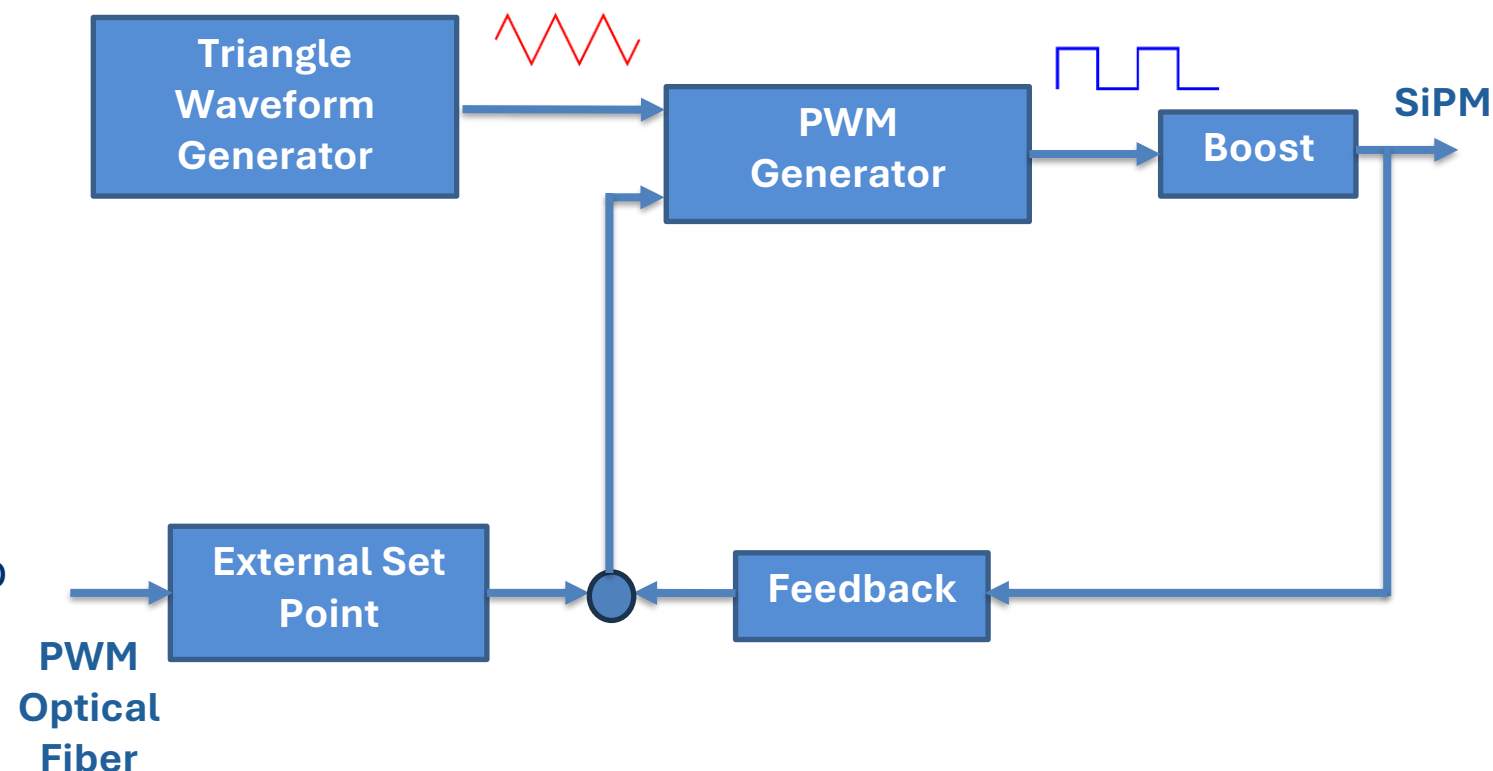 Triangle
Waveform
Generator
PWM
Generator
Boost
SiPM
External Set
Point
Feedback
PWM
Optical
Fiber